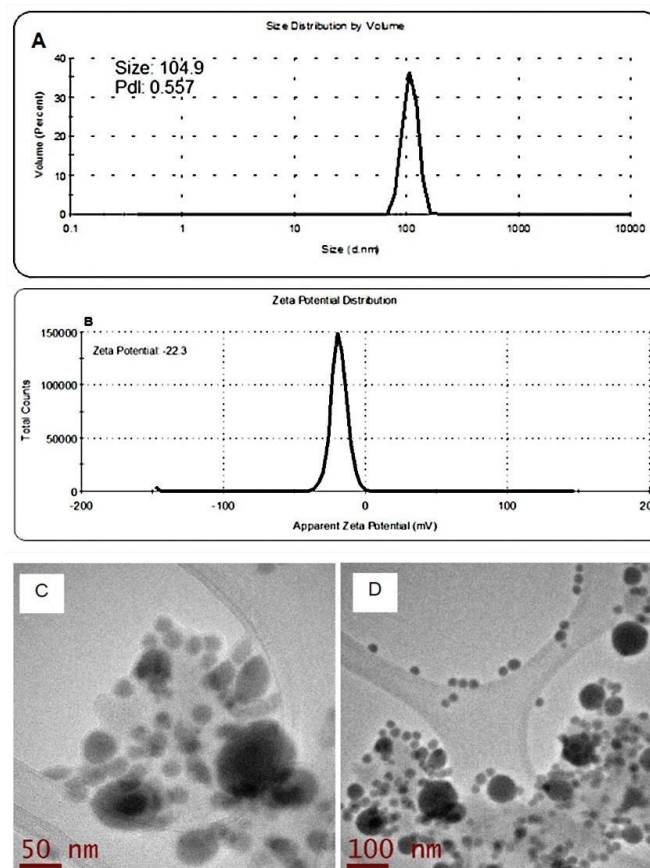 Size Distribution by Volume
A
Size: 104.9
PdI: 0.557
Volume (Percent)
40
30
20
10
0
0.1 1 10 100 1000 10000
Size (d.nm)
Zeta Potential Distribution
B
Zeta Potential: -22.3
Total Counts
150000
100000
50000
0
-200 -100 0 100 20
Apparent Zeta Potential (mV)
C
D
50 nm
100 nm